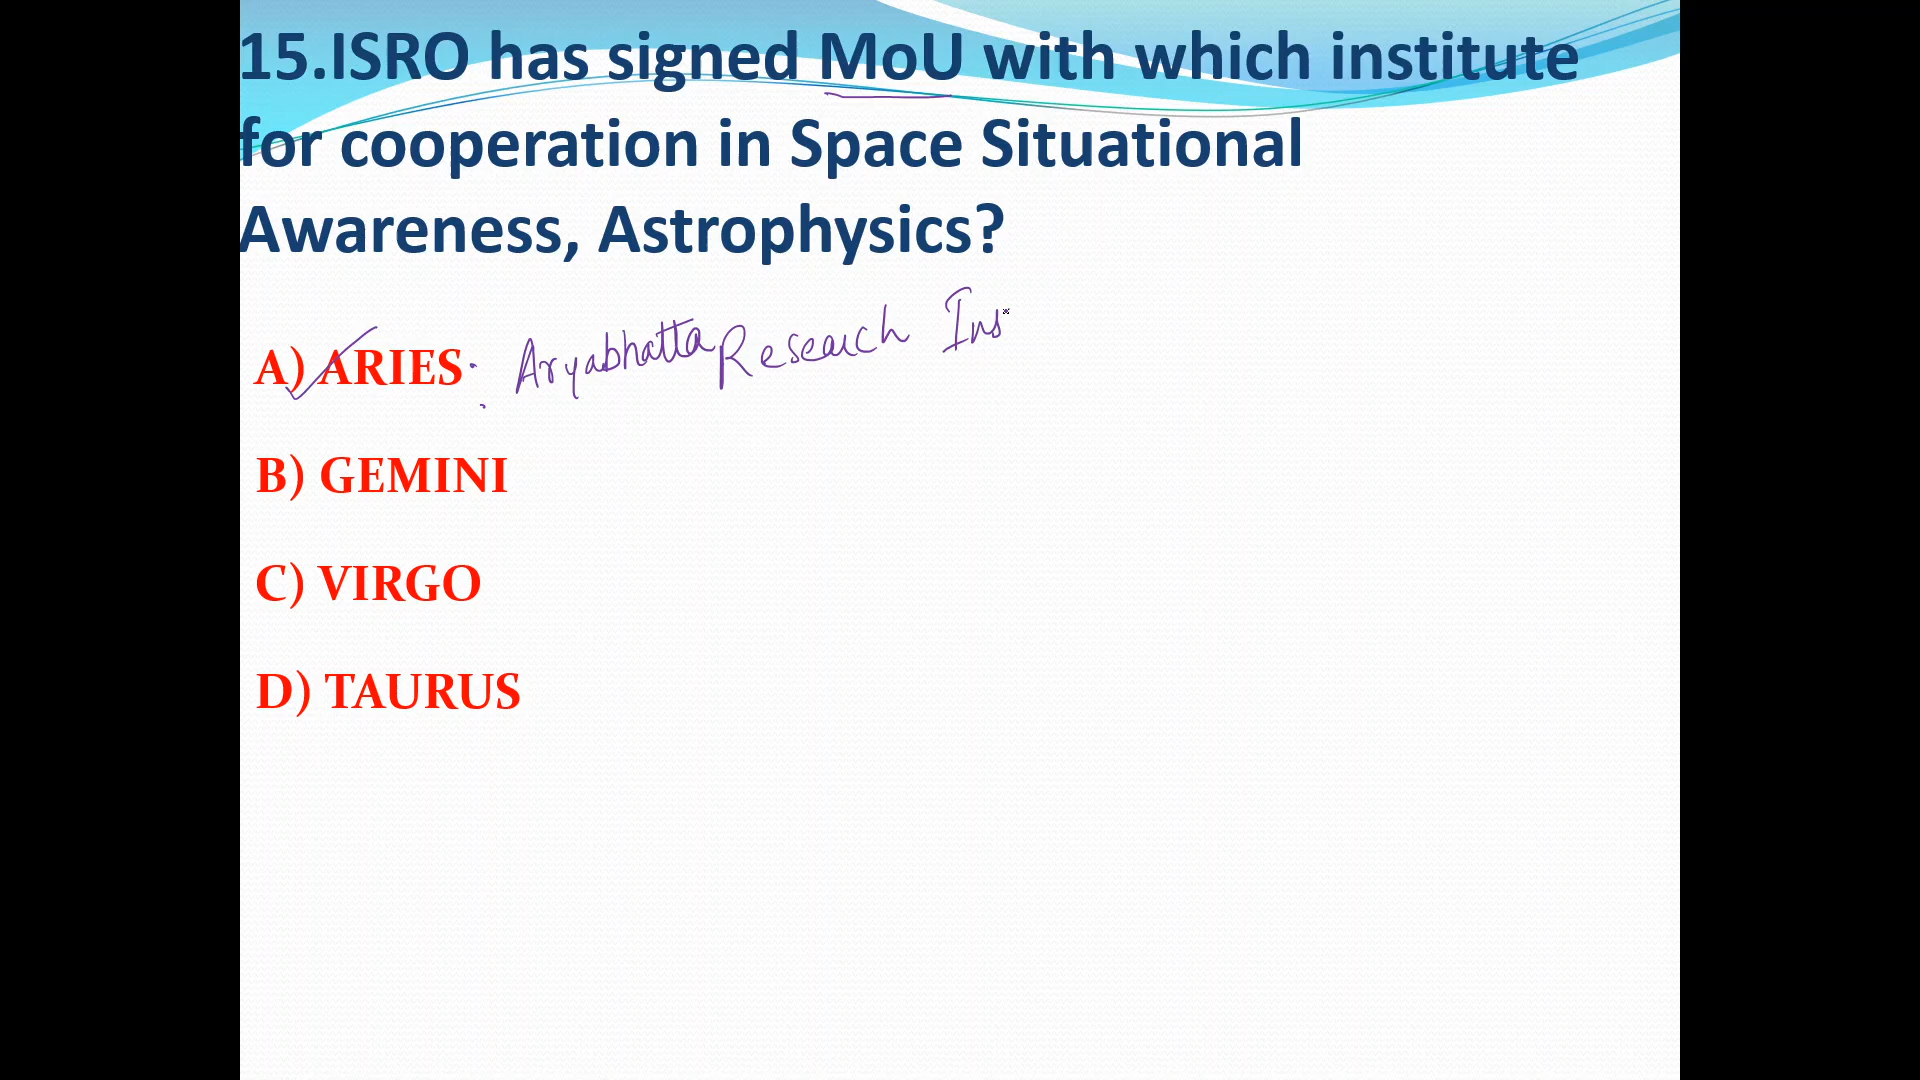 15.ISRO has signed MoU with which institute
for cooperation in Space Situational
Awareness, Astrophysics?
A) ARIES : Aryabhatta Research Ins
B) GEMINI
C) VIRGO
D) TAURUS